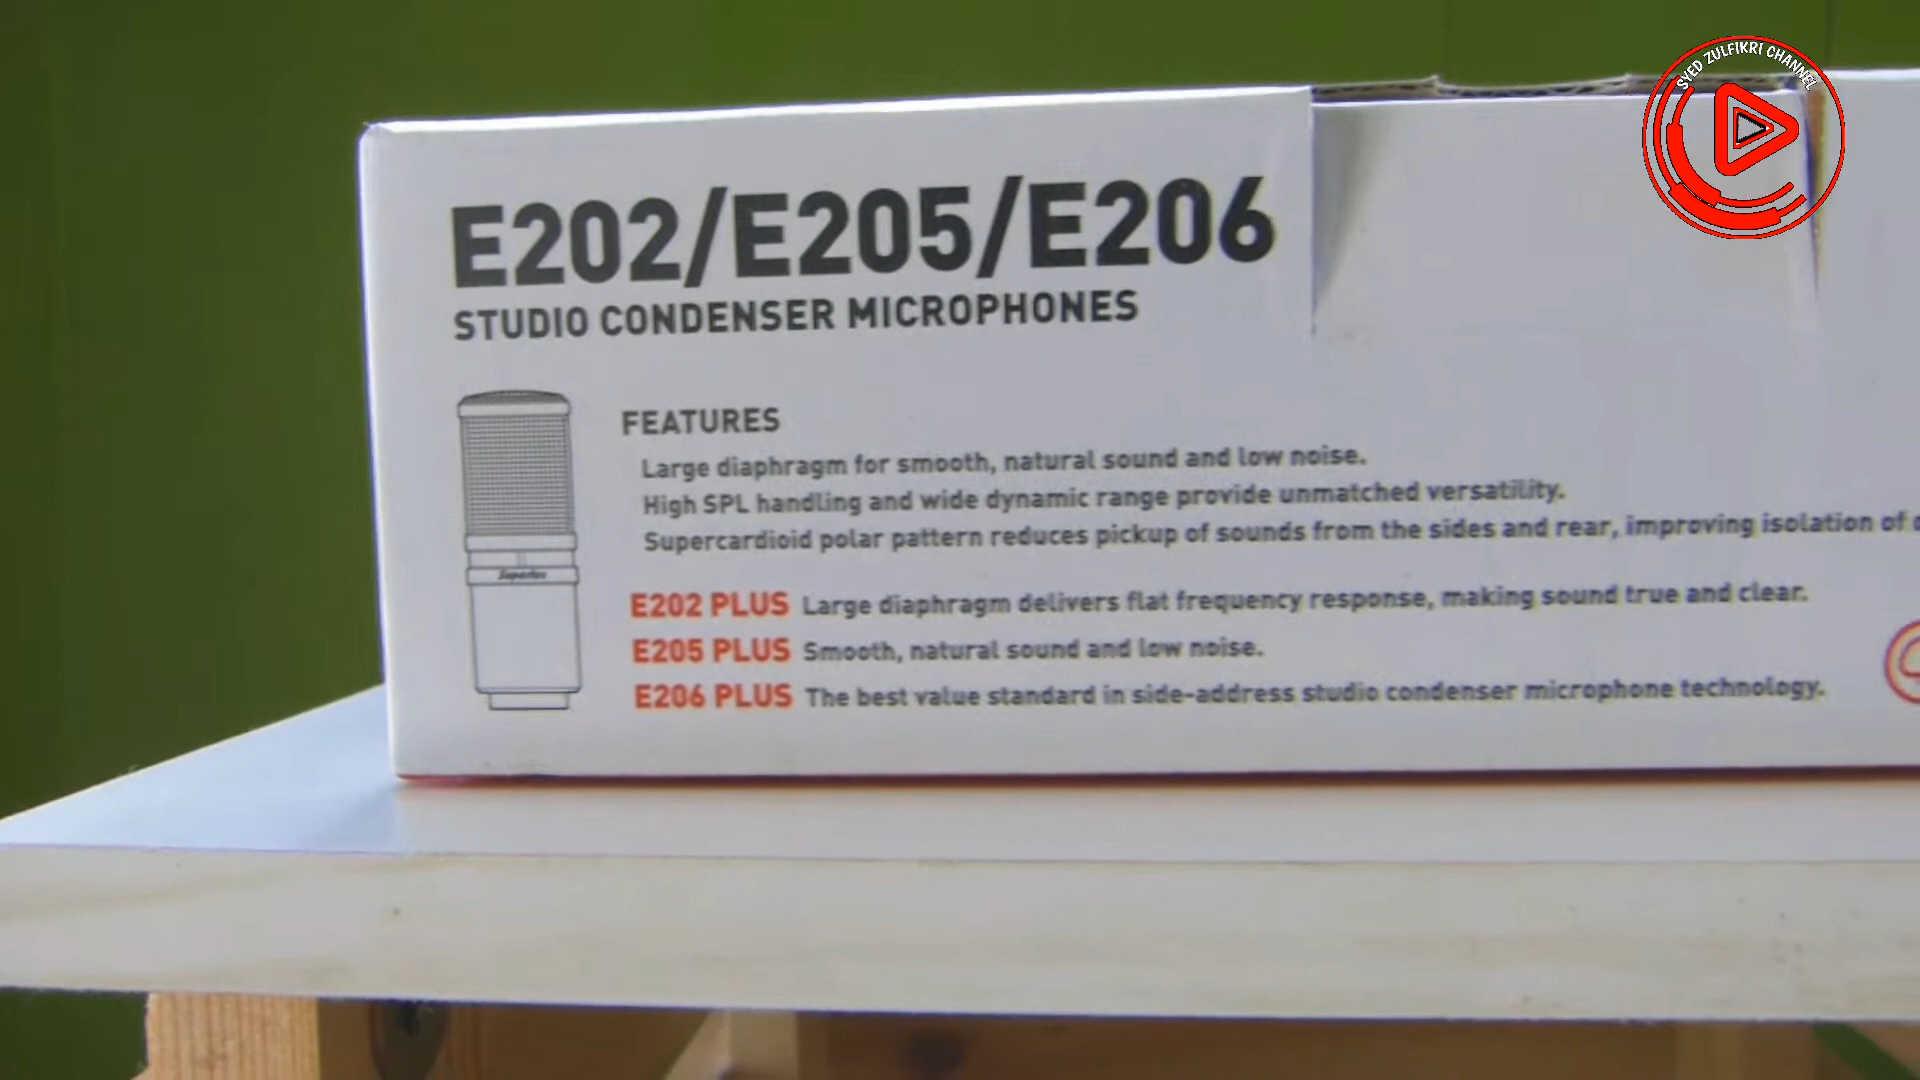 SYED ZULFIKRI CHANNEL
E202/E205/E206
STUDIO CONDENSER MICROPHONES
FEATURES
Large diaphragm for smooth, natural sound and low noise.
High SPL handling and wide dynamic range provide unmatched versatility.
Supercardioid polar pattern reduces pickup of sounds from the sides and rear, improving isolation of
Superlux
E202 PLUS Large diaphragm delivers flat frequency response, making sound true and clear.
E205 PLUS Smooth, natural sound and low noise.
E206 PLUS The best value standard in side-address studio condenser microphone technology.